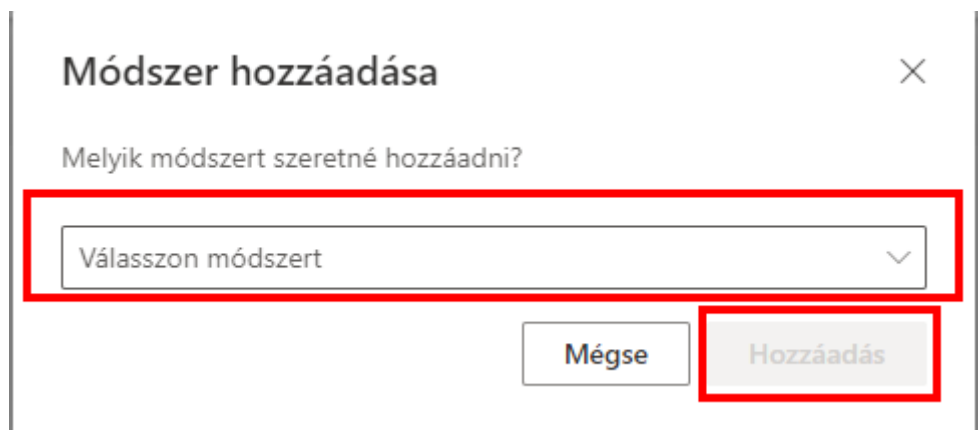 Módszer hozzáadása
Melyik módszert szeretné hozzáadni?
Válasszon módszert
Mégse Hozzáadás